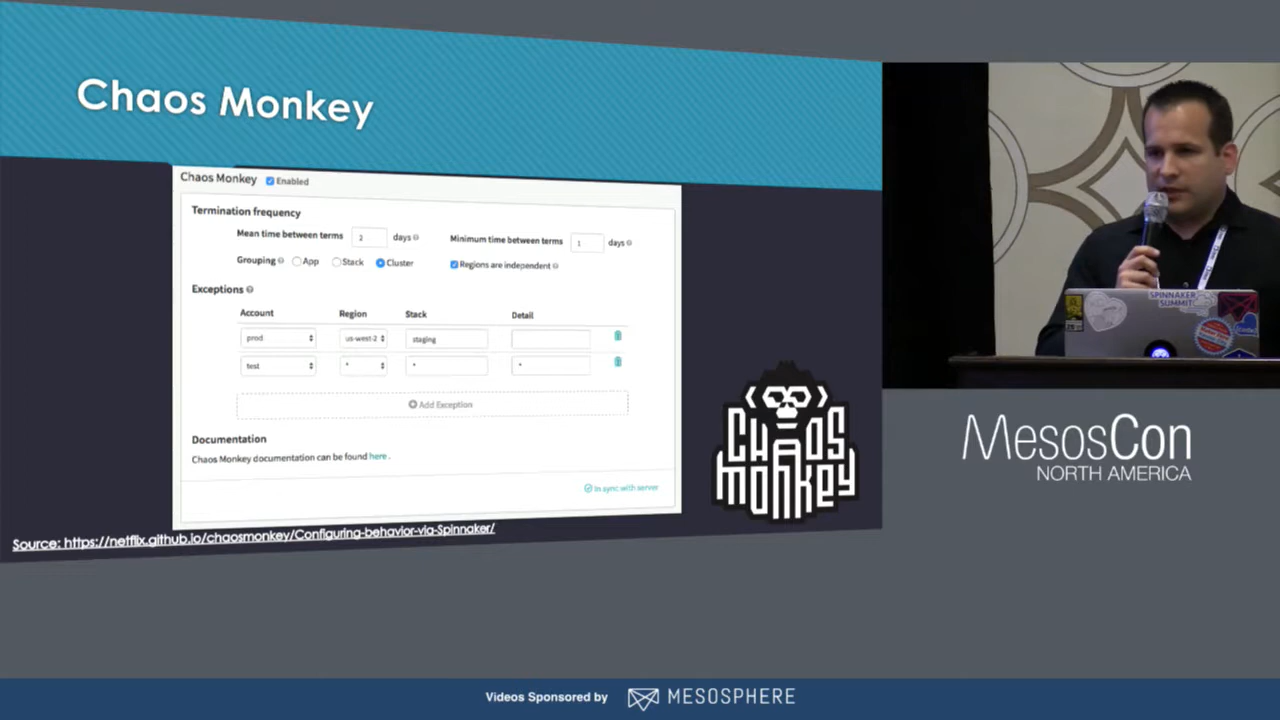 Chaos Monkey
Chaos Monkey Enabled
Termination frequency
Mean time between terms 2 days Minimum time between terms 1 days
Grouping App Stack Cluster Regions are independent
Exceptions
Account Region Stack Detail
prod us-west-2 staging
test * * *
Add Exception
Documentation
Chaos Monkey documentation can be found here .
In sync with server
CHAOS
MONKEY
Source: https://netflix.github.io/chaosmonkey/Configuring-behavior-via-Spinnaker/
SPINNAKER
SUMMIT
MesosCon
NORTH AMERICA
Videos Sponsored by MESOSPHERE